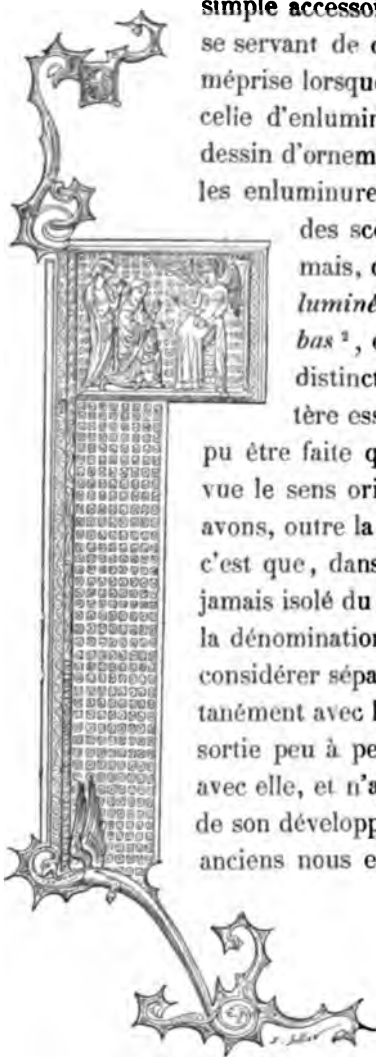 simple accessoi
se servant de
méprise lorsque
celie d'enlumin
dessin d'ornem
les enluminure
des sc
mais,
luminé
bas ²,
distinct
tère ess
pu être faite q
vue le sens ori
avons, outre la
c'est que, dans
jamais isolé du
la dénomination
considérer sépa
tanément avec l
sortie peu à pe
avec elle, et n'a
de son développ
anciens nous e